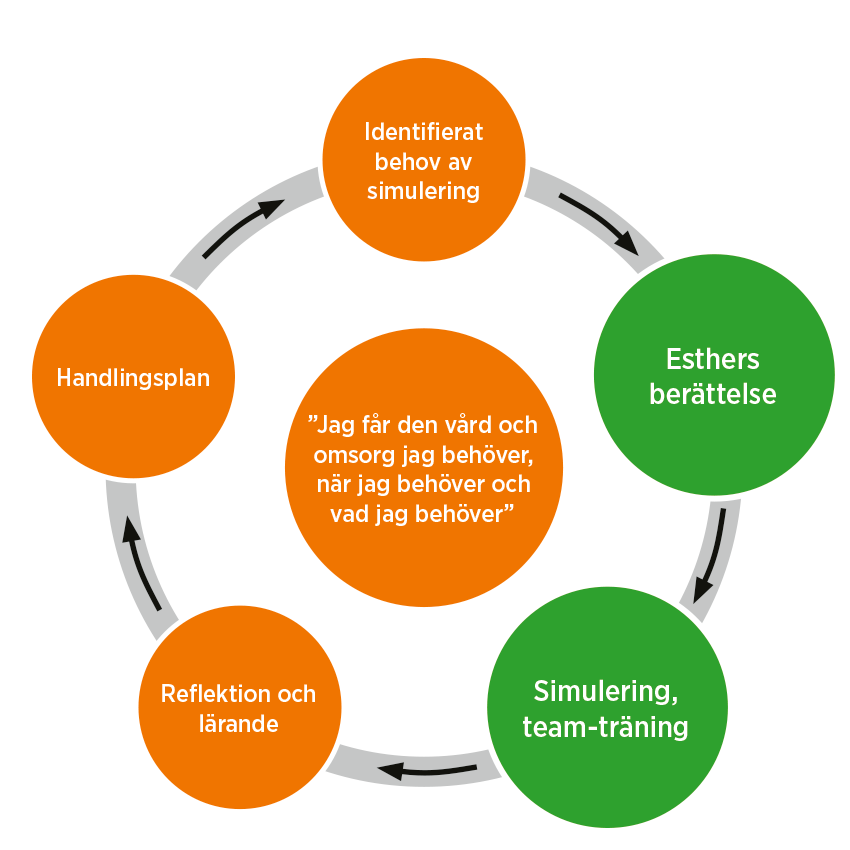 Identifierat
behov av
simulering
Esthers
berättelse
Simulering,
team-träning
Reflektion och
lärande
Handlingsplan
”Jag får den vård och
omsorg jag behöver,
när jag behöver och
vad jag behöver”